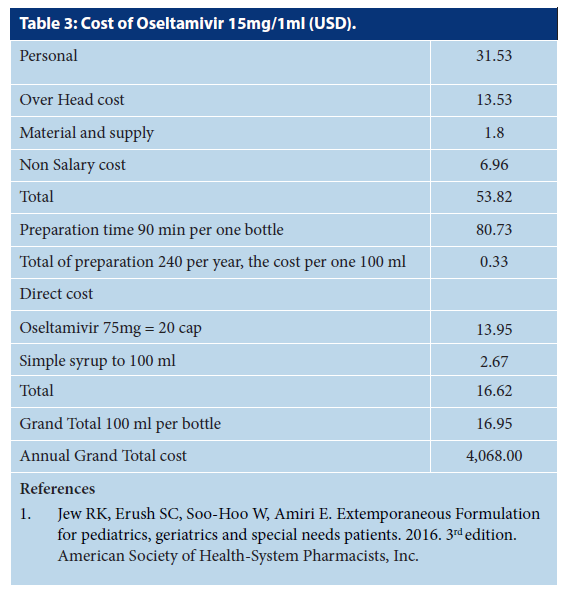 Table 3: Cost of Oseltamivir 15mg/1ml (USD).
Personal 31.53
Over Head cost 13.53
Material and supply 1.8
Non Salary cost 6.96
Total 53.82
Preparation time 90 min per one bottle 80.73
Total of preparation 240 per year, the cost per one 100 ml 0.33
Direct cost
Oseltamivir 75mg = 20 cap 13.95
Simple syrup to 100 ml 2.67
Total 16.62
Grand Total 100 ml per bottle 16.95
Annual Grand Total cost 4,068.00
References
1. Jew RK, Erush SC, Soo-Hoo W, Amiri E. Extemporaneous Formulation
for pediatrics, geriatrics and special needs patients. 2016. 3rd edition.
American Society of Health-System Pharmacists, Inc.